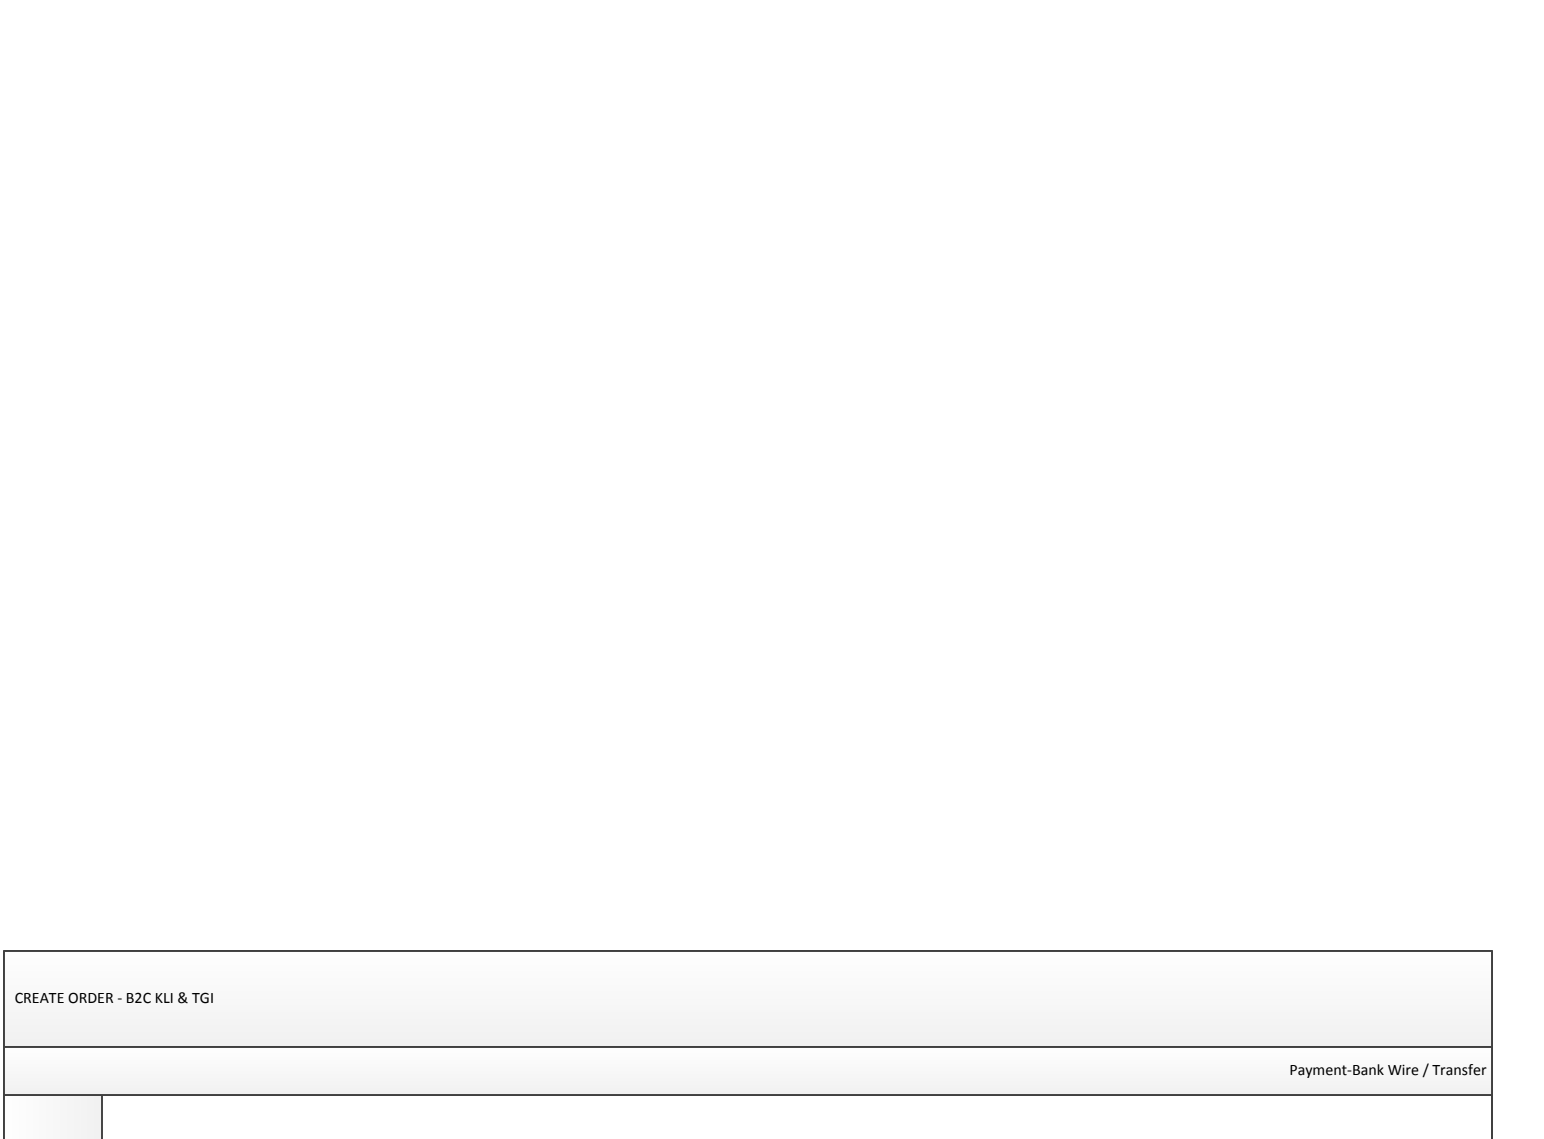 CREATE ORDER - B2C KLI & TGI
Payment-Bank Wire / Transfer